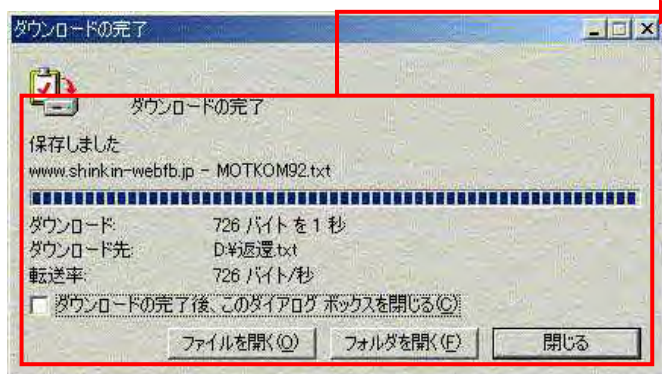 ダウンロードの完了
ダウンロードの完了
保存しました
www.shinkin-webfb.jp - MOTKOM92.txt
ダウンロード: 726 バイトを 1 秒
ダウンロード先: D:¥返還.txt
転送率: 726 バイト/秒
ダウンロードの完了後、このダイアログ ボックスを閉じる(C)
ファイルを開く(O) フォルダを開く(F) 閉じる